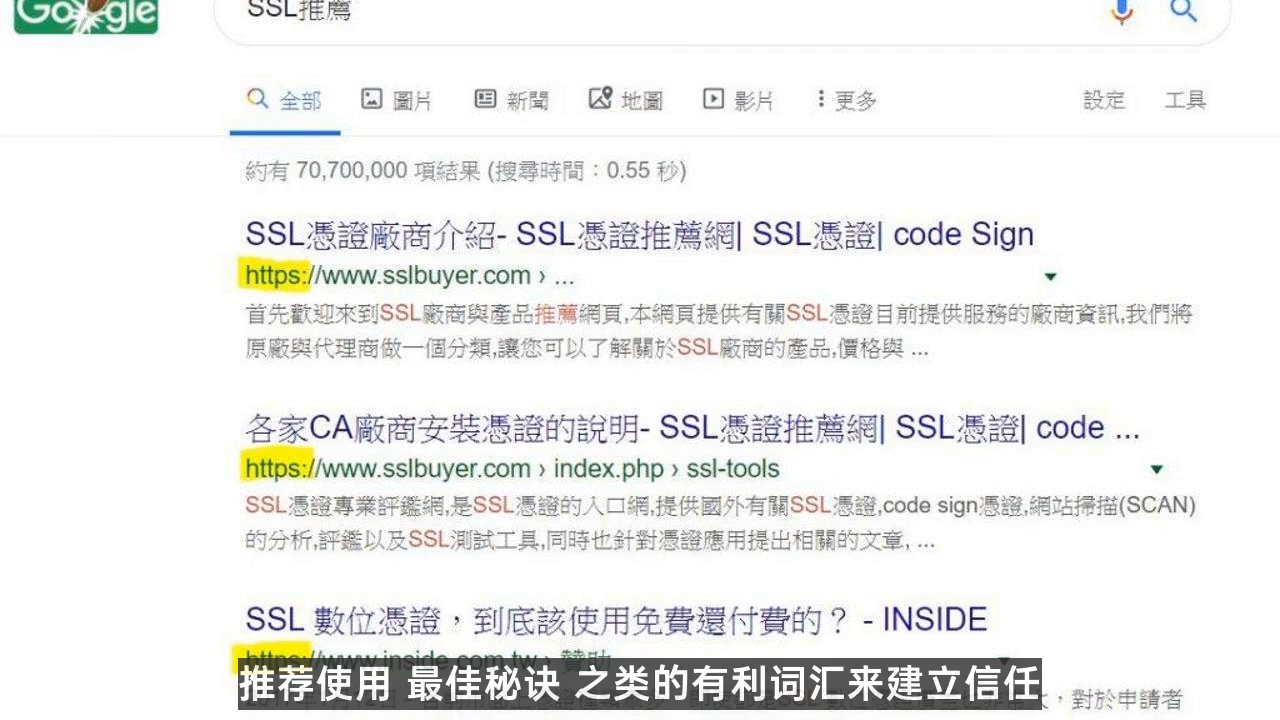 Google
SSL推薦
全部 圖片 新聞 地圖 影片 更多 設定 工具
約有 70,700,000 項結果 (搜尋時間：0.55 秒)
SSL憑證廠商介紹- SSL憑證推薦網| SSL憑證| code Sign
https://www.sslbuyer.com › ...
首先歡迎來到SSL廠商與產品推薦網頁,本網頁提供有關SSL憑證目前提供服務的廠商資訊,我們將
原廠與代理商做一個分類,讓您可以了解關於SSL廠商的產品,價格與 ...
各家CA廠商安裝憑證的說明- SSL憑證推薦網| SSL憑證| code ...
https://www.sslbuyer.com › index.php › ssl-tools
SSL憑證專業評鑑網,是SSL憑證的入口網,提供國外有關SSL憑證,code sign憑證,網站掃描(SCAN)
的分析,評鑑以及SSL測試工具,同時也針對憑證應用提出相關的文章, ...
SSL 數位憑證，到底該使用免費還付費的？ - INSIDE
https://www.inside.com.tw › 贊助
推荐使用 最佳秘诀 之类的有利词汇来建立信任
，對於申請者